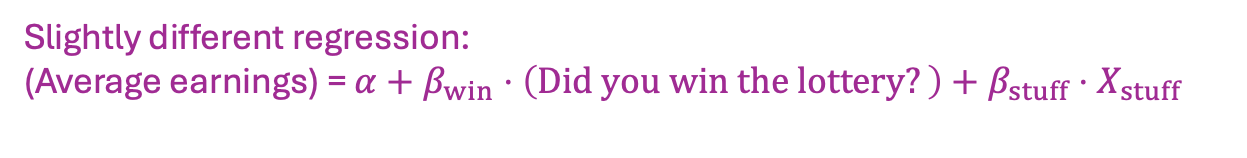 Slightly different regression:
(Average earnings) = α + β_win · (Did you win the lottery? ) + β_stuff · X_stuff